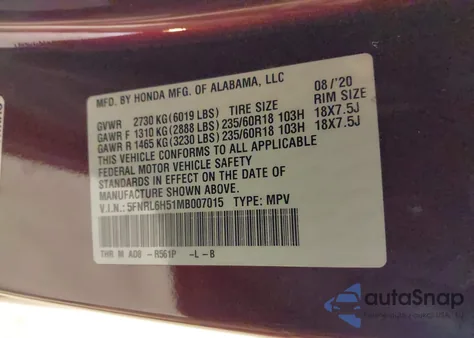 MFD. BY HONDA MFG. OF ALABAMA, LLC 08/'20
GVWR 2730 KG(6019 LBS) TIRE SIZE RIM SIZE
GAWR F 1310 KG(2888 LBS) 235/60R18 103H 18X7.5J
GAWR R 1465 KG(3230 LBS) 235/60R18 103H 18X7.5J
THIS VEHICLE CONFORMS TO ALL APPLICABLE
FEDERAL MOTOR VEHICLE SAFETY
STANDARDS IN EFFECT ON THE DATE OF
MANUFACTURE SHOWN ABOVE.
V.I.N: 5FNRL6H51MB007015 TYPE: MPV
THR M A08 -R561P -L-B
autoSnap